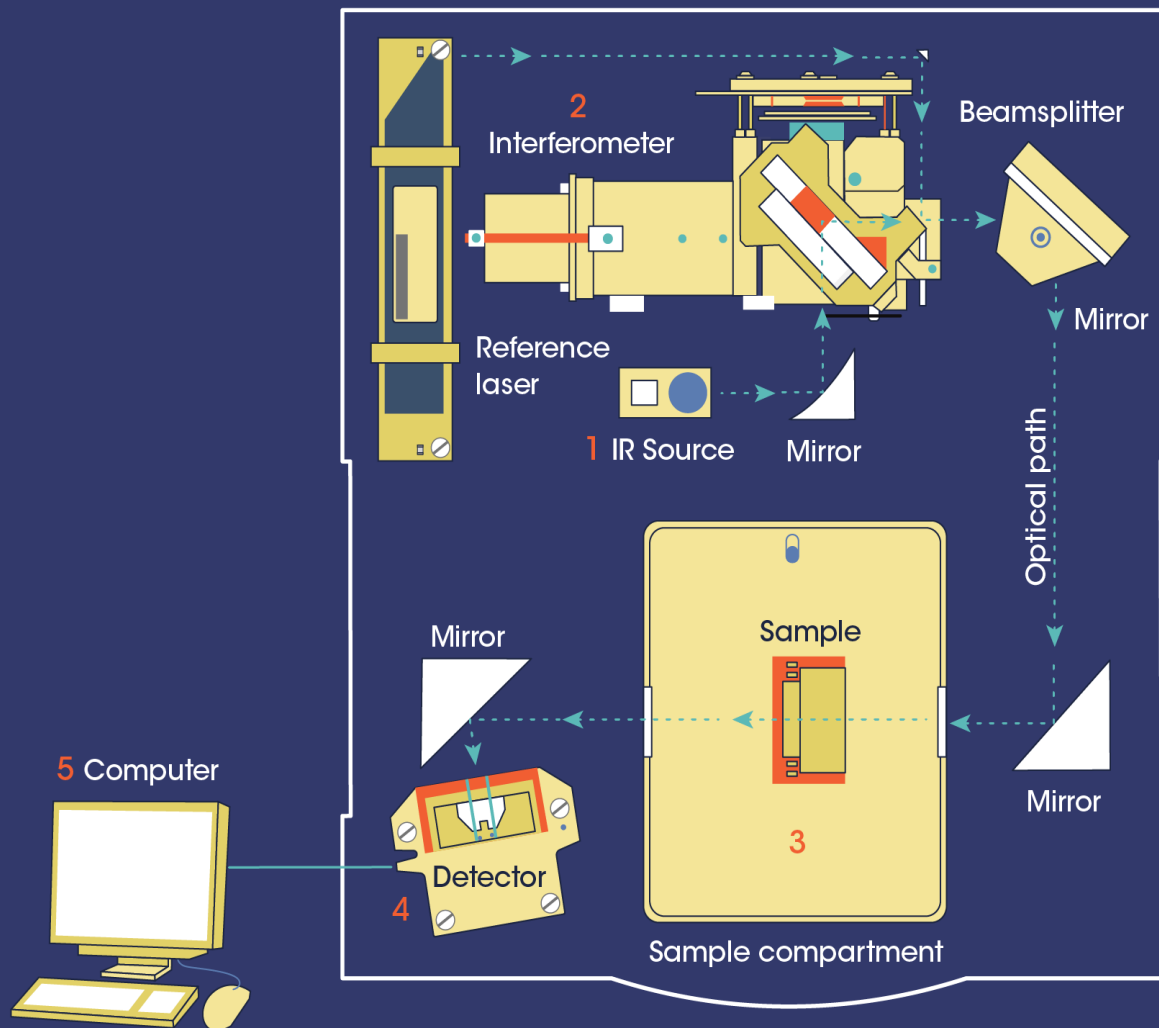 2
Interferometer
Beamsplitter
Reference
laser
Mirror
1 IR Source
Mirror
Optical path
Sample
Mirror
5 Computer
Mirror
3
Detector
4
Sample compartment